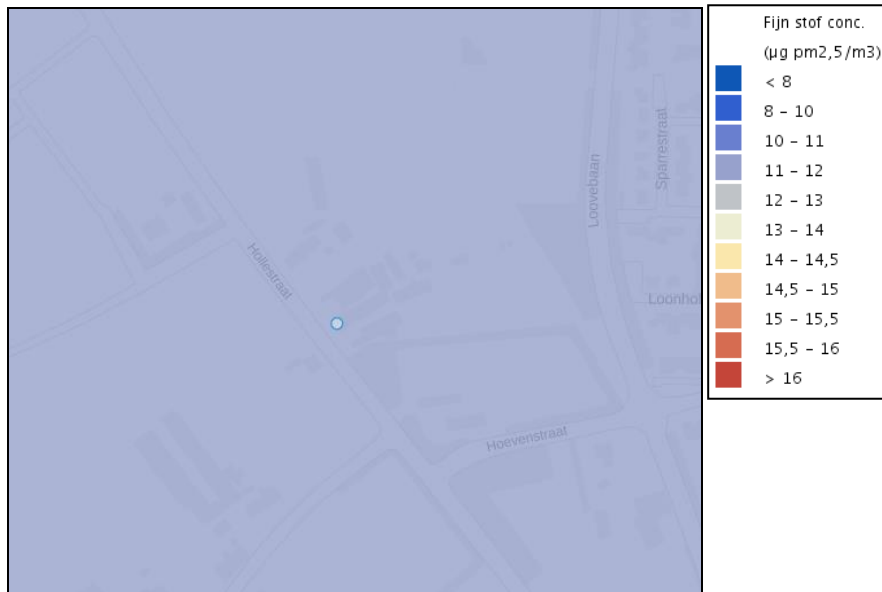 Fijn stof conc.
(µg pm2,5/m3)
< 8
8 – 10
10 – 11
11 – 12
12 – 13
13 – 14
14 – 14,5
14,5 – 15
15 – 15,5
15,5 – 16
> 16
Sparrestraat
Loovebaan
Hollestraat
Loonhof
Hoevenstraat